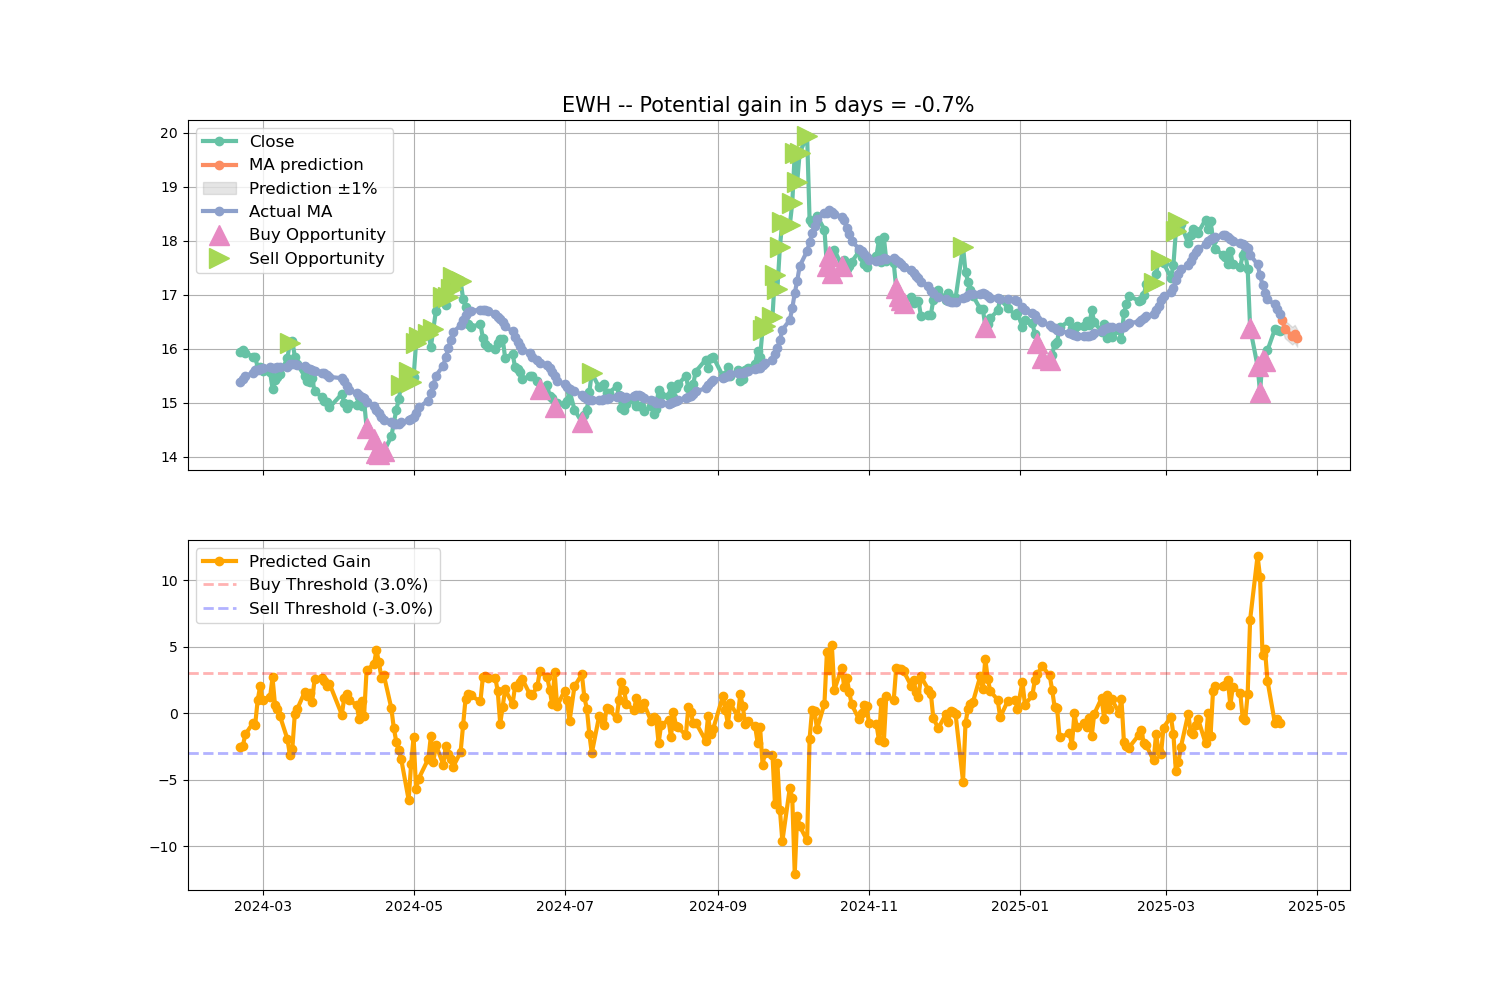 EWH -- Potential gain in 5 days = -0.7%
20
19
18
17
16
15
14
Close
MA prediction
Prediction ±1%
Actual MA
Buy Opportunity
Sell Opportunity
10
5
0
−5
−10
Predicted Gain
Buy Threshold (3.0%)
Sell Threshold (-3.0%)
2024-03
2024-05
2024-07
2024-09
2024-11
2025-01
2025-03
2025-05